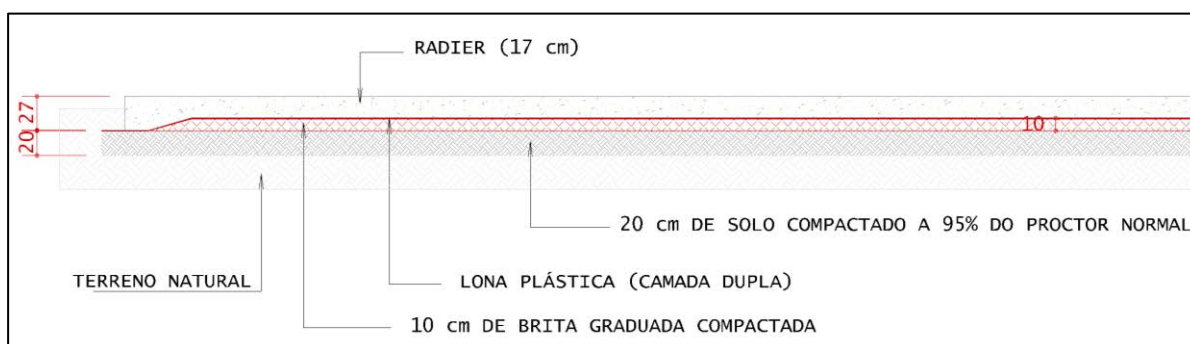 RADIER (17 cm)
27
10
20
20 cm DE SOLO COMPACTADO A 95% DO PROCTOR NORMAL
TERRENO NATURAL
LONA PLÁSTICA (CAMADA DUPLA)
10 cm DE BRITA GRADUADA COMPACTADA